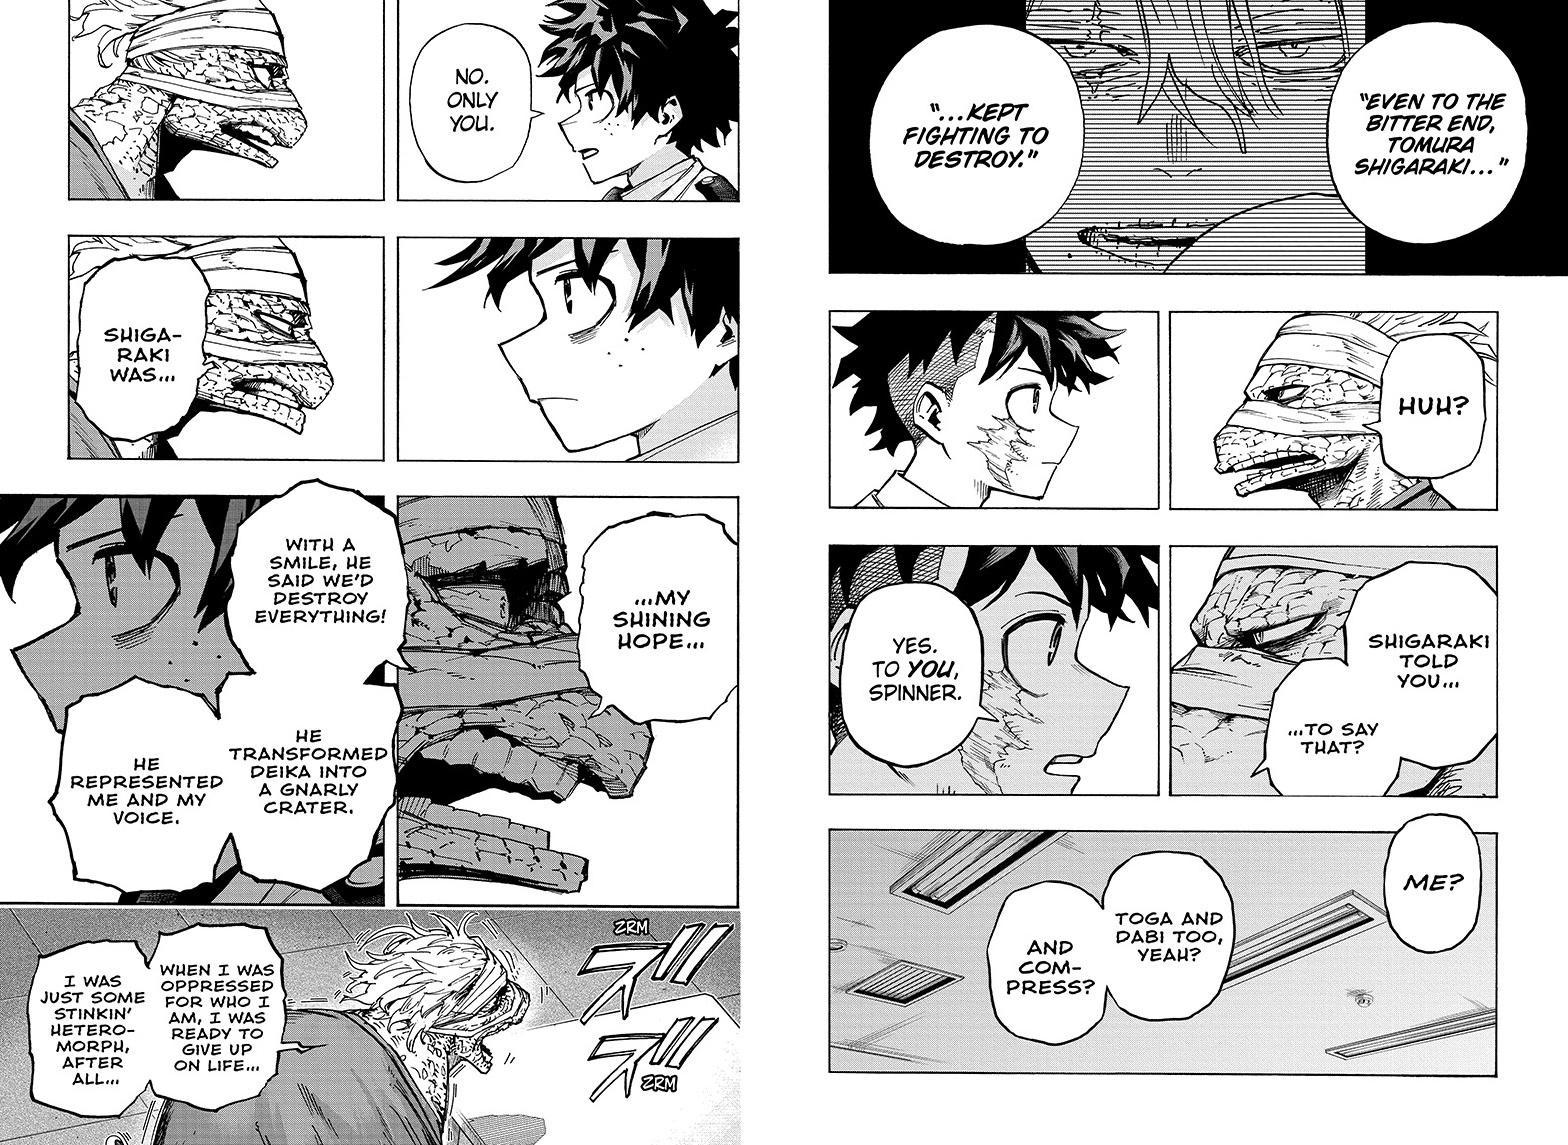 "EVEN TO THE
BITTER END,
TOMURA
SHIGARAKI..."
"...KEPT
FIGHTING TO
DESTROY."
HUH?
SHIGARAKI
TOLD
YOU...
...TO SAY
THAT?
YES.
TO YOU,
SPINNER.
ME?
TOGA AND
DABI TOO,
YEAH?
AND
COM-
PRESS?
NO.
ONLY
YOU.
SHIGA-
RAKI
WAS...
...MY
SHINING
HOPE...
WITH A
SMILE, HE
SAID WE'D
DESTROY
EVERYTHING!
HE
TRANSFORMED
DEIKA INTO
A GNARLY
CRATER.
HE
REPRESENTED
ME AND MY
VOICE.
ズズ
ZRM
ズズ
ZRM
WHEN I WAS
OPPRESSED
FOR WHO I
AM, I WAS
READY TO
GIVE UP
ON LIFE...
I WAS
JUST SOME
STINKIN'
HETERO-
MORPH,
AFTER
ALL...